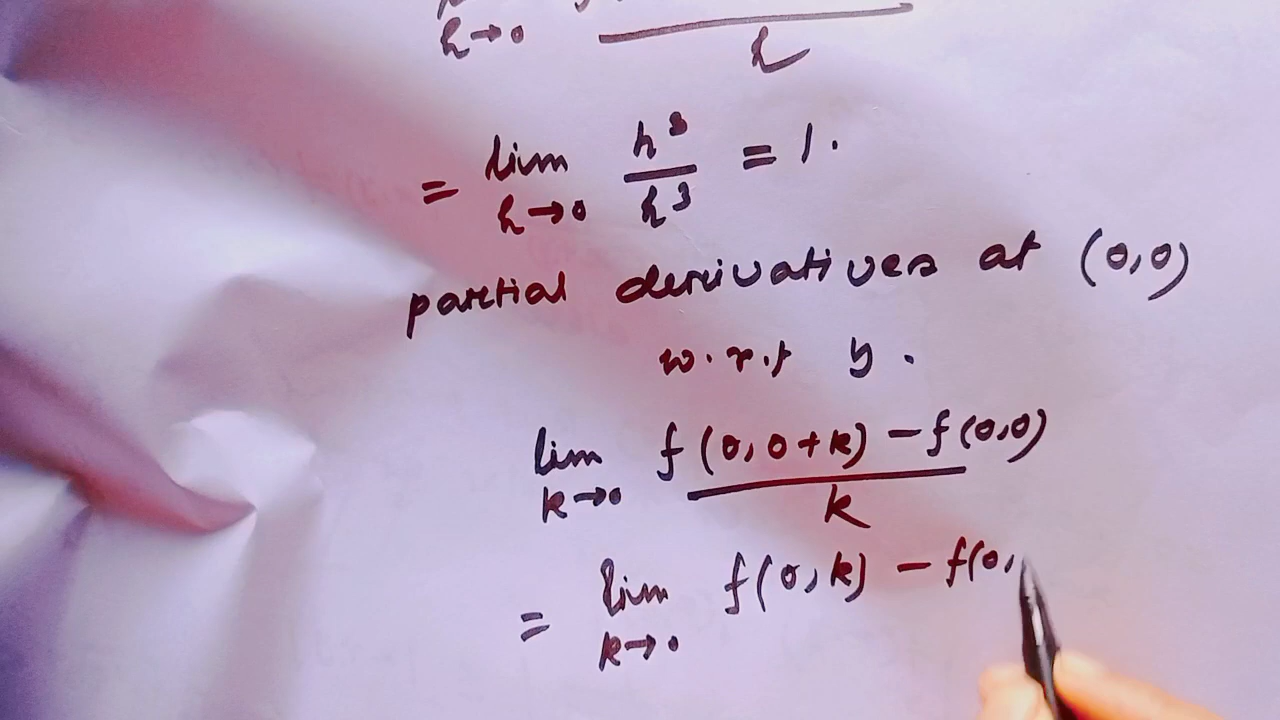 h→0 h
= lim h→0 h³/h³ = 1.
partial derivatives at (0,0)
w.r.t y.
lim k→0 f(0, 0+k) - f(0,0) / k
= lim k→0 f(0, k) - f(0,